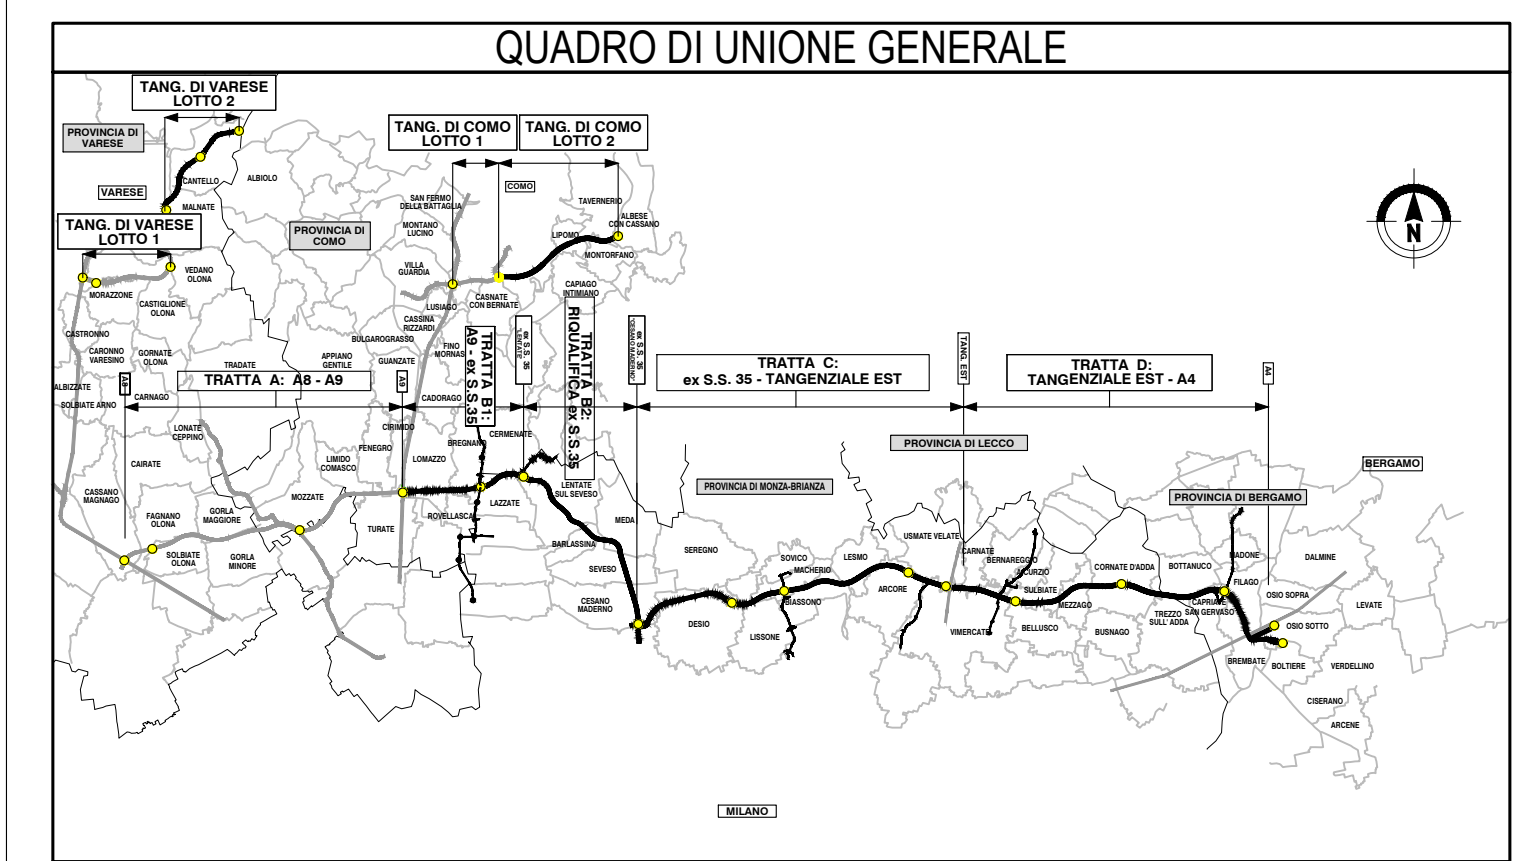 QUADRO DI UNIONE GENERALE
TANG. DI VARESE
LOTTO 2
PROVINCIA DI
VARESE
TANG. DI COMO
LOTTO 1
TANG. DI COMO
LOTTO 2
CANTELLO
ALBIOLO
VARESE
COMO
MALNATE
SAN FERMO
DELLA BATTAGLIA
TAVERNERIO
ALBESE
CON CASSANO
TANG. DI VARESE
LOTTO 1
PROVINCIA DI
COMO
MONTANO
LUCINO
LIPOMO
MONTORFANO
N
VEDANO
OLONA
VILLA
GUARDIA
MORAZZONE
CASTIGLIONE
OLONA
LUSIAGO
CASNATE
CON BERNATE
CAPIAGO
INTIMIANO
CASTRONNO
CASSINA
RIZZARDI
BULGAROGRASSO
FINO
MORNAS
CARONNO
VARESINO
GORNATE
OLONA
TRADATE
APPIANO
GENTILE
GUANZATE
TRATTA B1:
A9 - ex S.S.35
ex S.S. 35
"LENTATE"
TRATTA B2:
RIQUALIFICA ex S.S.35
ex S.S. 35
"CESANO MADERNO"
TANG. EST
A4
TRATTA C:
ex S.S. 35 - TANGENZIALE EST
TRATTA D:
TANGENZIALE EST - A4
ALBIZZATE
A8
TRATTA A: A8 - A9
A9
SOLBIATE ARNO
CARNAGO
CADORAGO
LONATE
CEPPINO
CIRIMIDO
CERMENATE
BREGNANO
FENEGRO
LOMAZZO
PROVINCIA DI LECCO
CAIRATE
LIMIDO
COMASCO
BERGAMO
CASSANO
MAGNAGO
MOZZATE
LENTATE
SUL SEVESO
LAZZATE
PROVINCIA DI MONZA-BRIANZA
PROVINCIA DI BERGAMO
FAGNANO
OLONA
GORLA
MAGGIORE
TURATE
ROVELLASCA
MEDA
USMATE VELATE
BARLASSINA
SEREGNO
SOVICO
LESMO
CARNATE
SOLBIATE
OLONA
GORLA
MINORE
SEVESO
MACHERIO
BERNAREGGIO
AICURZIO
CORNATE D'ADDA
BOTTANUCO
MADONE
DALMINE
FILAGO
CESANO
MADERNO
BIASSONO
ARCORE
SULBIATE
MEZZAGO
CAPRIATE
SAN GERVASO
OSIO SOPRA
LEVATE
DESIO
LISSONE
VIMERCATE
BELLUSCO
BUSNAGO
TREZZO
SULL' ADDA
OSIO SOTTO
BREMBATE
BOLTIERE
VERDELLINO
CISERANO
ARCENE
MILANO